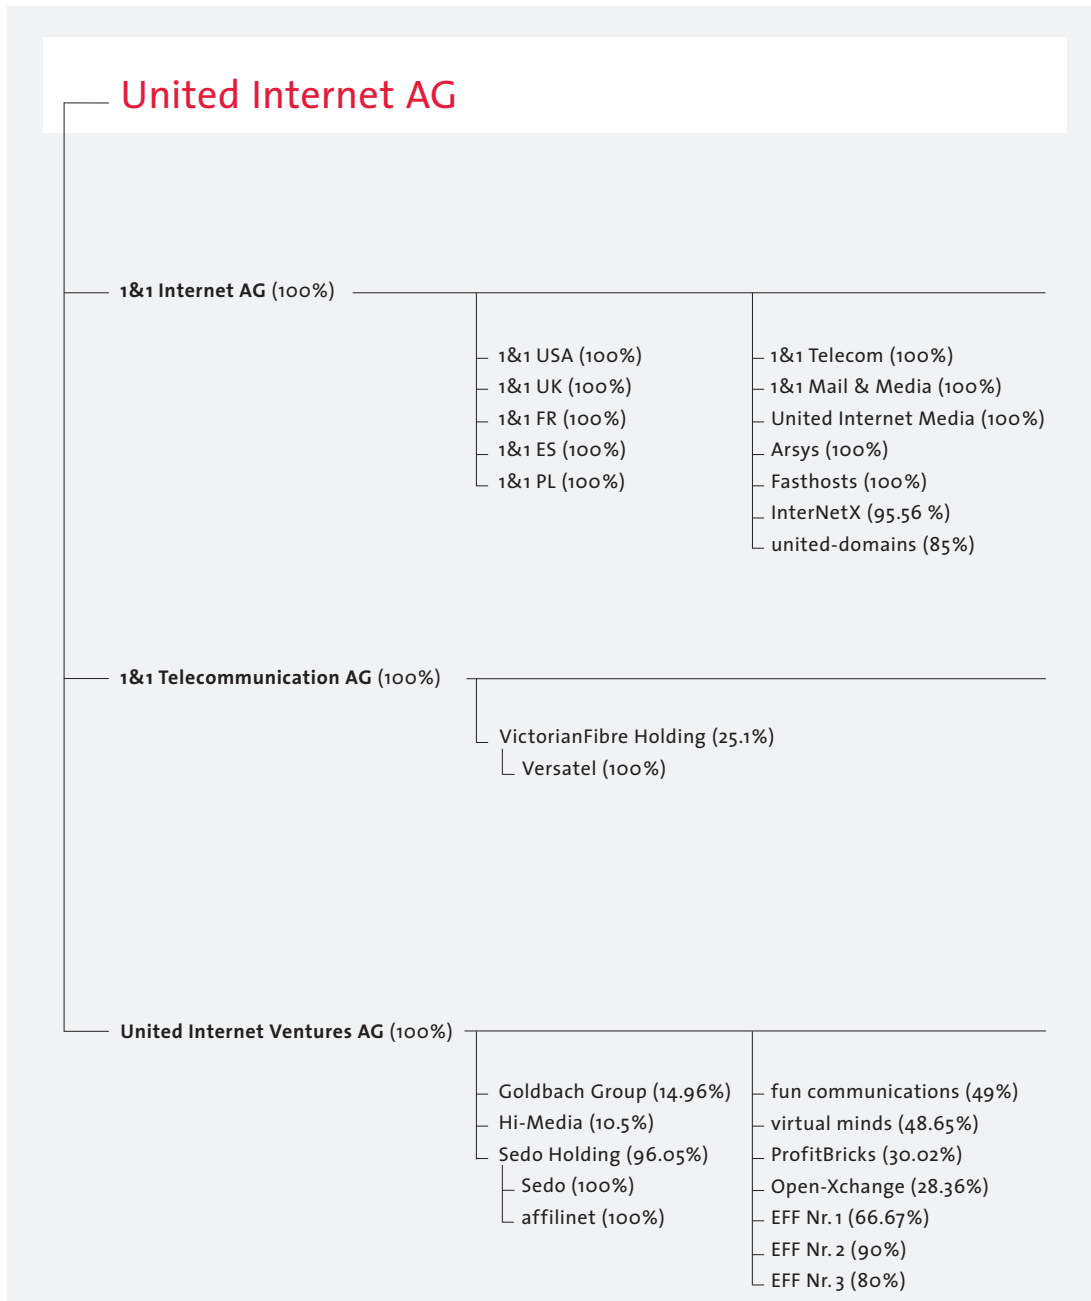 United Internet AG
1&1 Internet AG (100%)
1&1 USA (100%)
1&1 UK (100%)
1&1 FR (100%)
1&1 ES (100%)
1&1 PL (100%)
1&1 Telecom (100%)
1&1 Mail & Media (100%)
United Internet Media (100%)
Arsys (100%)
Fasthosts (100%)
InterNetX (95.56 %)
united-domains (85%)
1&1 Telecommunication AG (100%)
VictorianFibre Holding (25.1%)
Versatel (100%)
United Internet Ventures AG (100%)
Goldbach Group (14.96%)
Hi-Media (10.5%)
Sedo Holding (96.05%)
Sedo (100%)
affilinet (100%)
fun communications (49%)
virtual minds (48.65%)
ProfitBricks (30.02%)
Open-Xchange (28.36%)
EFF Nr. 1 (66.67%)
EFF Nr. 2 (90%)
EFF Nr. 3 (80%)